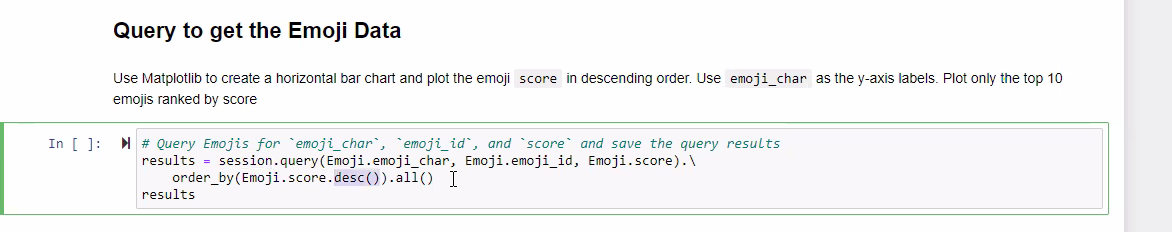 Query to get the Emoji Data
Use Matplotlib to create a horizontal bar chart and plot the emoji score in descending order. Use emoji_char as the y-axis labels. Plot only the top 10
emojis ranked by score
In [ ]:
# Query Emojis for `emoji_char`, `emoji_id`, and `score` and save the query results
results = session.query(Emoji.emoji_char, Emoji.emoji_id, Emoji.score).\
    order_by(Emoji.score.desc()).all()
results